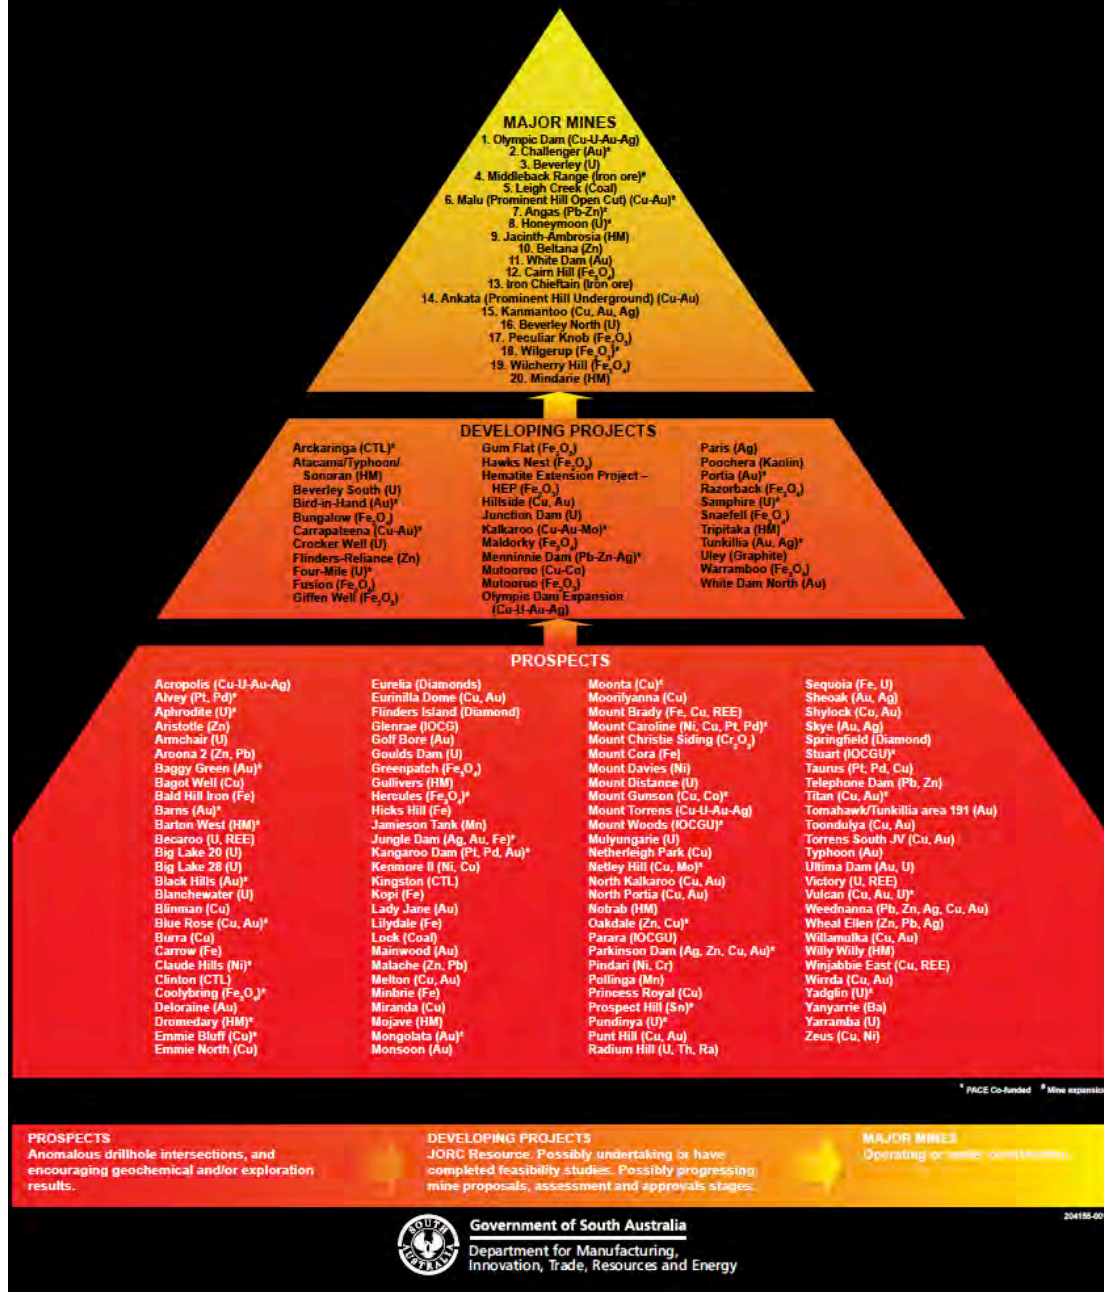 MAJOR MINES
1. Olympic Dam (Cu-U-Au-Ag)
2. Challenger (Au)*
3. Beverley (U)
4. Middleback Range (Iron ore)#
5. Leigh Creek (Coal)
6. Malu (Prominent Hill Open Cut) (Cu-Au)*
7. Angas (Pb-Zn)*
8. Honeymoon (U)*
9. Jacinth-Ambrosia (HM)
10. Beltana (Zn)
11. White Dam (Au)
12. Cairn Hill (Fe₃O₄)
13. Iron Chieftain (Iron ore)
14. Ankata (Prominent Hill Underground) (Cu-Au)
15. Kanmantoo (Cu, Au, Ag)
16. Beverley North (U)
17. Peculiar Knob (Fe₂O₃)
18. Wilgerup (Fe₂O₃)*
19. Wilcherry Hill (Fe₃O₄)
20. Mindarie (HM)
DEVELOPING PROJECTS
Arckaringa (CTL)*
Atacama/Typhoon/
Sonoran (HM)
Beverley South (U)
Bird-in-Hand (Au)*
Bungalow (Fe₃O₄)
Carrapateena (Cu-Au)*
Crocker Well (U)
Flinders-Reliance (Zn)
Four-Mile (U)*
Fusion (Fe₃O₄)
Giffen Well (Fe₂O₃)
Gum Flat (Fe₂O₃)
Hawks Nest (Fe₂O₃)
Hematite Extension Project –
HEP (Fe₂O₃)
Hillside (Cu, Au)
Junction Dam (U)
Kalkaroo (Cu-Au-Mo)*
Maldorky (Fe₃O₄)
Menninnie Dam (Pb-Zn-Ag)*
Mutooroo (Cu-Co)
Mutooroo (Fe₂O₃)
Olympic Dam Expansion
(Cu-U-Au-Ag)
Paris (Ag)
Poochera (Kaolin)
Portia (Au)*
Razorback (Fe₃O₄)
Samphire (U)*
Snaefell (Fe₃O₄)
Tripitaka (HM)
Tunkillia (Au, Ag)*
Uley (Graphite)
Warramboo (Fe₃O₄)
White Dam North (Au)
PROSPECTS
Acropolis (Cu-U-Au-Ag)
Alvey (Pt, Pd)*
Aphrodite (U)*
Aristotle (Zn)
Armchair (U)
Aroona 2 (Zn, Pb)
Baggy Green (Au)*
Bagot Well (Cu)
Bald Hill Iron (Fe)
Barns (Au)*
Barton West (HM)*
Becaroo (U, REE)
Big Lake 20 (U)
Big Lake 28 (U)
Black Hills (Au)*
Blanchewater (U)
Blinman (Cu)
Blue Rose (Cu, Au)*
Burra (Cu)
Carrow (Fe)
Claude Hills (Ni)*
Clinton (CTL)
Coolybring (Fe₃O₄)*
Deloraine (Au)
Dromedary (HM)*
Emmie Bluff (Cu)*
Emmie North (Cu)
Eurelia (Diamonds)
Eurinilla Dome (Cu, Au)
Flinders Island (Diamond)
Glenrae (IOCG)
Golf Bore (Au)
Goulds Dam (U)
Greenpatch (Fe₃O₄)
Gullivers (HM)
Hercules (Fe₃O₄)*
Hicks Hill (Fe)
Jamieson Tank (Mn)
Jungle Dam (Ag, Au, Fe)*
Kangaroo Dam (Pt, Pd, Au)*
Kenmore II (Ni, Cu)
Kingston (CTL)
Kopi (Fe)
Lady Jane (Au)
Lilydale (Fe)
Lock (Coal)
Mainwood (Au)
Malache (Zn, Pb)
Melton (Cu, Au)
Minbrie (Fe)
Miranda (Cu)
Mojave (HM)
Mongolata (Au)*
Monsoon (Au)
Moonta (Cu)*
Moorilyanna (Cu)
Mount Brady (Fe, Cu, REE)
Mount Caroline (Ni, Cu, Pt, Pd)*
Mount Christie Siding (Cr₂O₃)
Mount Cora (Fe)
Mount Davies (Ni)
Mount Distance (U)
Mount Gunson (Cu, Co)*
Mount Torrens (Cu-U-Au-Ag)
Mount Woods (IOCGU)*
Mulyungarie (U)
Netherleigh Park (Cu)
Netley Hill (Cu, Mo)*
North Kalkaroo (Cu, Au)
North Portia (Cu, Au)
Notrab (HM)
Oakdale (Zn, Cu)*
Parara (IOCGU)
Parkinson Dam (Ag, Zn, Cu, Au)*
Pindari (Ni, Cr)
Pollinga (Mn)
Princess Royal (Cu)
Prospect Hill (Sn)*
Pundinya (U)*
Punt Hill (Cu, Au)
Radium Hill (U, Th, Ra)
Sequoia (Fe, U)
Sheoak (Au, Ag)
Shylock (Cu, Au)
Skye (Au, Ag)
Springfield (Diamond)
Stuart (IOCGU)*
Taurus (Pt, Pd, Cu)
Telephone Dam (Pb, Zn)
Titan (Cu, Au)*
Tomahawk/Tunkillia area 191 (Au)
Toondulya (Cu, Au)
Torrens South JV (Cu, Au)
Typhoon (Au)
Ultima Dam (Au, U)
Victory (U, REE)
Vulcan (Cu, Au, U)*
Weednanna (Pb, Zn, Ag, Cu, Au)
Wheal Ellen (Zn, Pb, Ag)
Willamulka (Cu, Au)
Willy Willy (HM)
Winjabbie East (Cu, REE)
Wirrda (Cu, Au)
Yadglin (U)*
Yanyarrie (Ba)
Yarramba (U)
Zeus (Cu, Ni)
* PACE Co-funded # Mine expansion
PROSPECTS
Anomalous drillhole intersections, and
encouraging geochemical and/or exploration
results.
DEVELOPING PROJECTS
JORC Resource. Possibly undertaking or have
completed feasibility studies. Possibly progressing
mine proposals, assessment and approvals stages.
MAJOR MINES
Operating or under construction.
204155-00
SOUTH AUSTRALIA
Government of South Australia
Department for Manufacturing,
Innovation, Trade, Resources and Energy